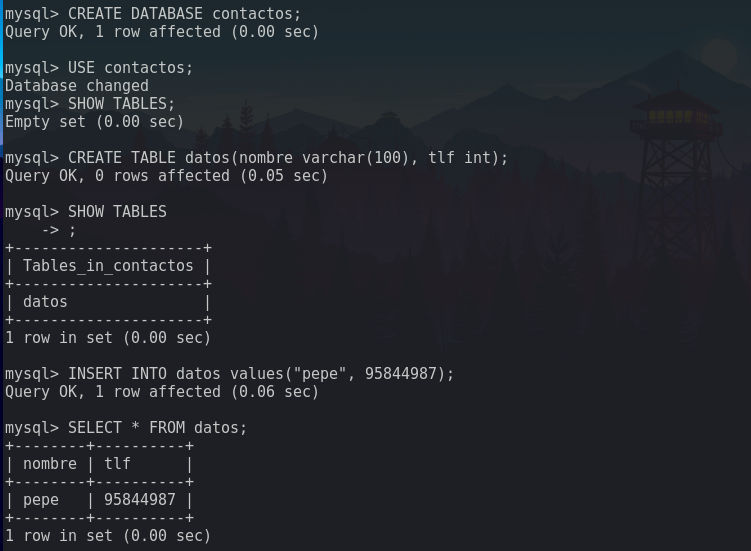 mysql> CREATE DATABASE contactos;
Query OK, 1 row affected (0.00 sec)
mysql> USE contactos;
Database changed
mysql> SHOW TABLES;
Empty set (0.00 sec)
mysql> CREATE TABLE datos(nombre varchar(100), tlf int);
Query OK, 0 rows affected (0.05 sec)
mysql> SHOW TABLES
    -> ;
+---------------------+
| Tables_in_contactos |
+---------------------+
| datos               |
+---------------------+
1 row in set (0.00 sec)
mysql> INSERT INTO datos values("pepe", 95844987);
Query OK, 1 row affected (0.06 sec)
mysql> SELECT * FROM datos;
+--------+----------+
| nombre | tlf      |
+--------+----------+
| pepe   | 95844987 |
+--------+----------+
1 row in set (0.00 sec)